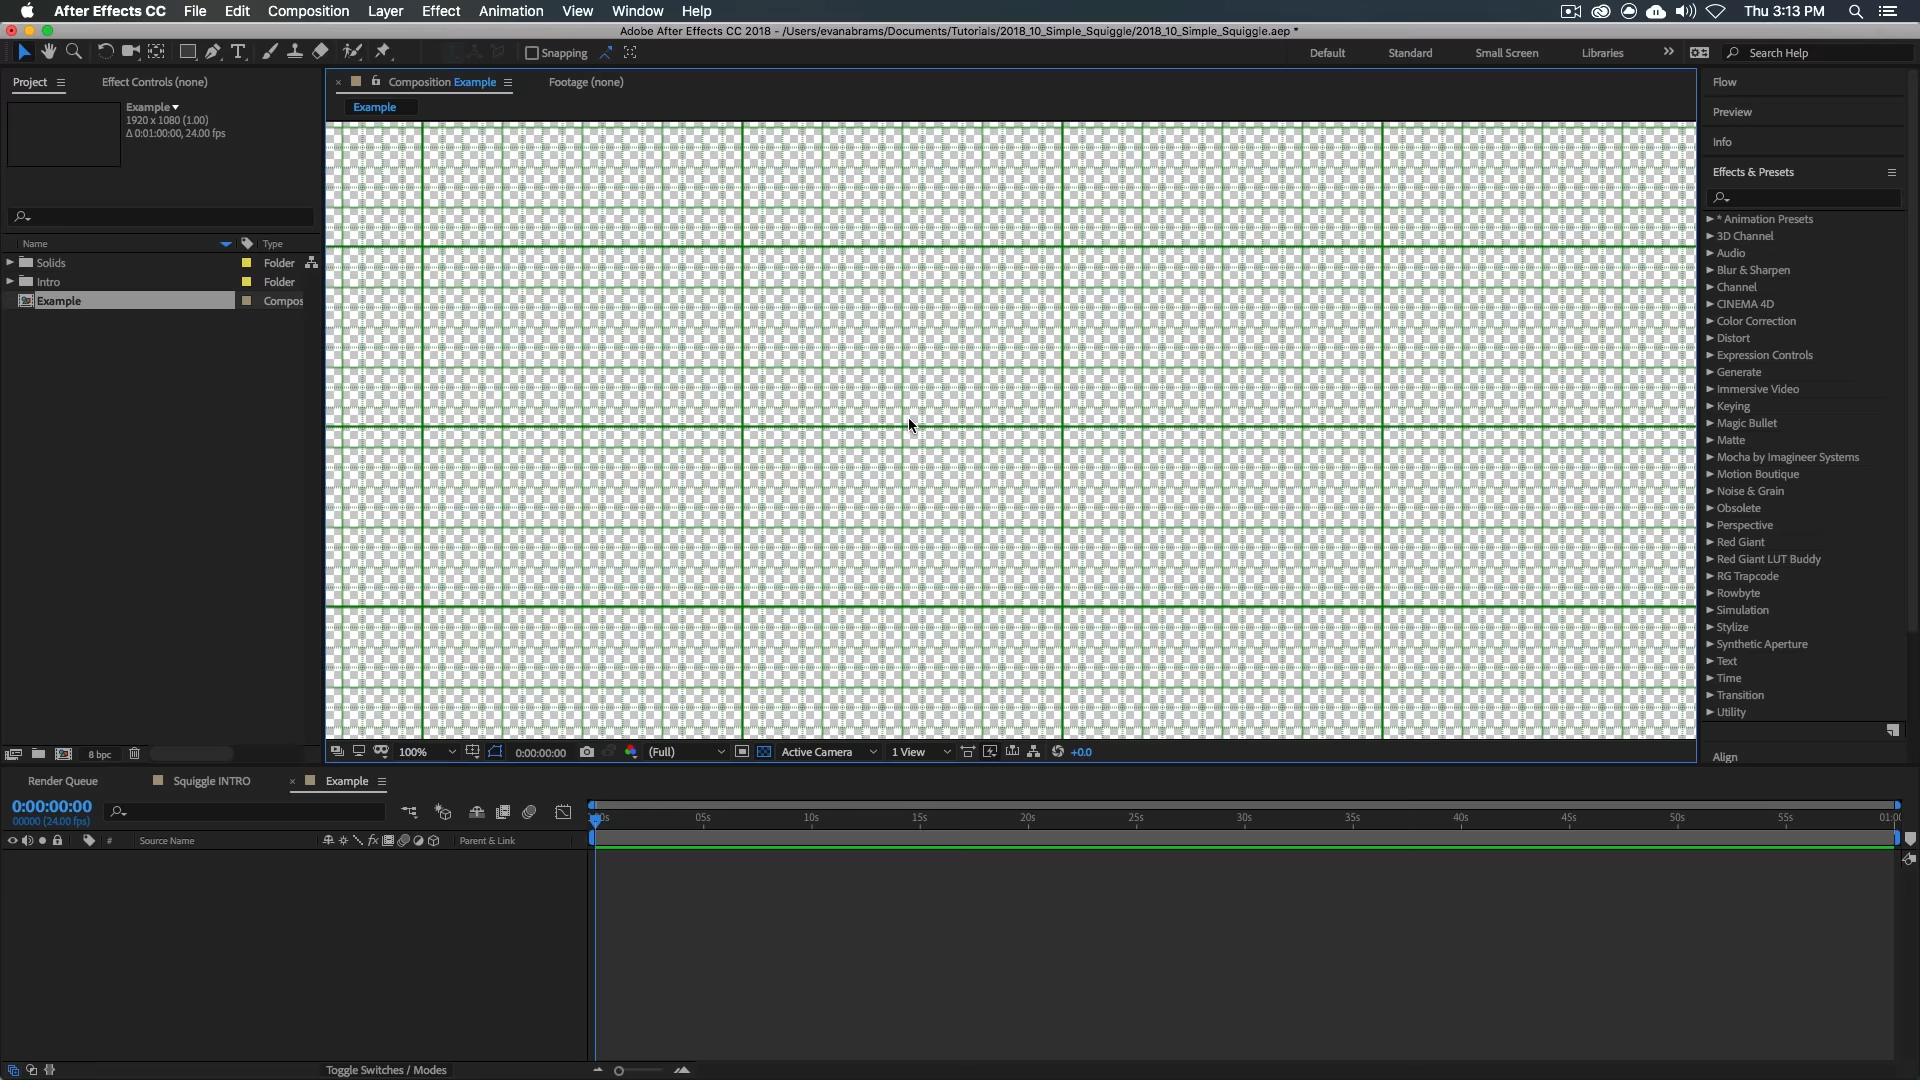 After Effects CC File Edit Composition Layer Effect Animation View Window Help Thu 3:13 PM
Adobe After Effects CC 2018 - /Users/evanabrams/Documents/Tutorials/2018_10_Simple_Squiggle/2018_10_Simple_Squiggle.aep *
Snapping Default Standard Small Screen Libraries Search Help
Project Effect Controls (none) Composition Example Footage (none) Flow
Example
Example
1920 x 1080 (1.00)
Δ 0:01:00:00, 24.00 fps
Preview
Info
Effects & Presets
Name Type
Solids Folder
Intro Folder
Example Compos
* Animation Presets
3D Channel
Audio
Blur & Sharpen
Channel
CINEMA 4D
Color Correction
Distort
Expression Controls
Generate
Immersive Video
Keying
Magic Bullet
Matte
Mocha by Imagineer Systems
Motion Boutique
Noise & Grain
Obsolete
Perspective
Red Giant
Red Giant LUT Buddy
RG Trapcode
Rowbyte
Simulation
Stylize
Synthetic Aperture
Text
Time
Transition
Utility
Align
8 bpc 100% 0:00:00:00 (Full) Active Camera 1 View +0.0
Render Queue Squiggle INTRO Example
0:00:00:00
00000 (24.00 fps)
05s 10s 15s 20s 25s 30s 35s 40s 45s 50s 55s 01:00
# Source Name fx Parent & Link
Toggle Switches / Modes